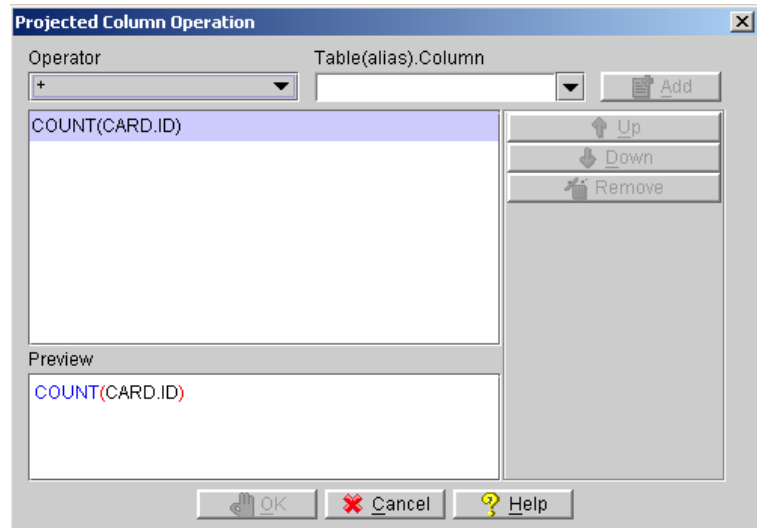 Projected Column Operation
Operator Table(alias).Column
+ Add
COUNT(CARD.ID) Up
Down
Remove
Preview
COUNT(CARD.ID)
OK Cancel Help